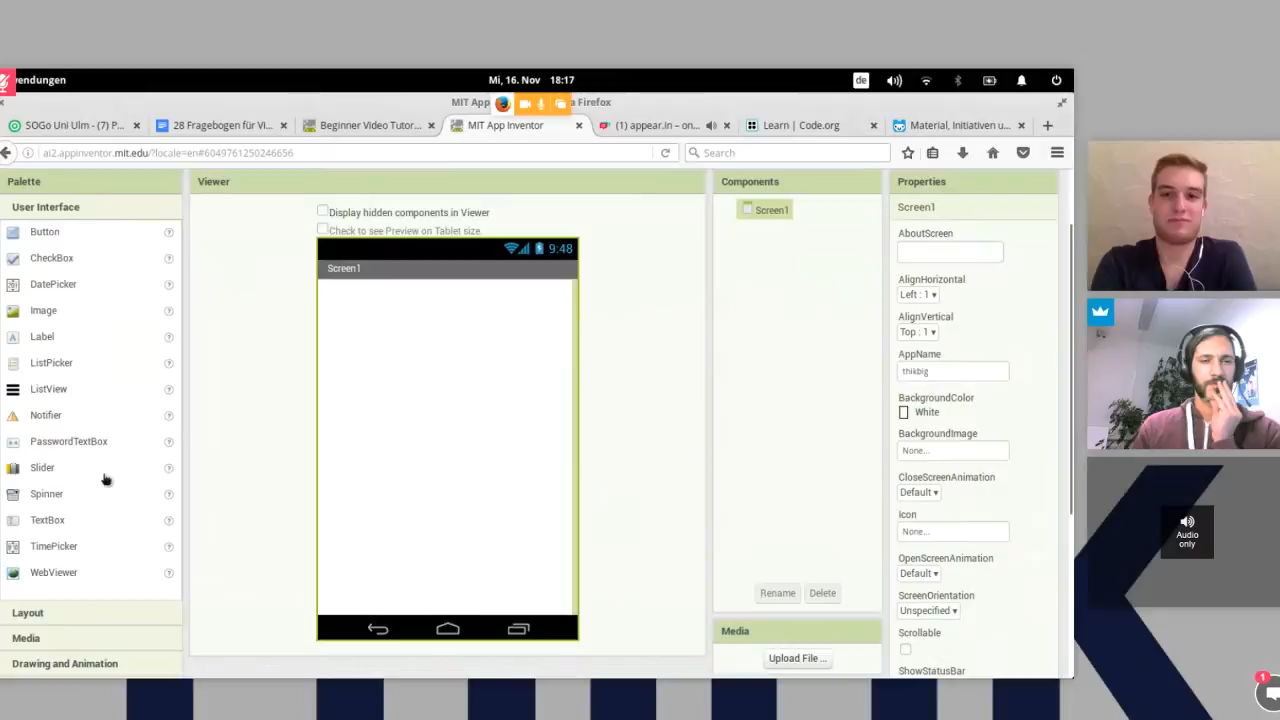 wendungen
Mi, 16. Nov 18:17
de
MIT App
a Firefox
SOGo Uni Ulm - (7) P...
28 Fragebogen für Vi...
Beginner Video Tutor...
MIT App Inventor
(1) appear.in – on...
Learn | Code.org
Material, Initiativen u...
ai2.appinventor.mit.edu/?locale=en#6049761250246656
Search
Palette
Viewer
Components
Properties
User Interface
Button
CheckBox
DatePicker
Image
Label
ListPicker
ListView
Notifier
PasswordTextBox
Slider
Spinner
TextBox
TimePicker
WebViewer
Layout
Media
Drawing and Animation
Display hidden components in Viewer
Check to see Preview on Tablet size.
9:48
Screen1
Screen1
Rename
Delete
Media
Upload File ...
Screen1
AboutScreen
AlignHorizontal
Left : 1
AlignVertical
Top : 1
AppName
thikbig
BackgroundColor
White
BackgroundImage
None...
CloseScreenAnimation
Default
Icon
None...
OpenScreenAnimation
Default
ScreenOrientation
Unspecified
Scrollable
ShowStatusBar
Audio
only
1